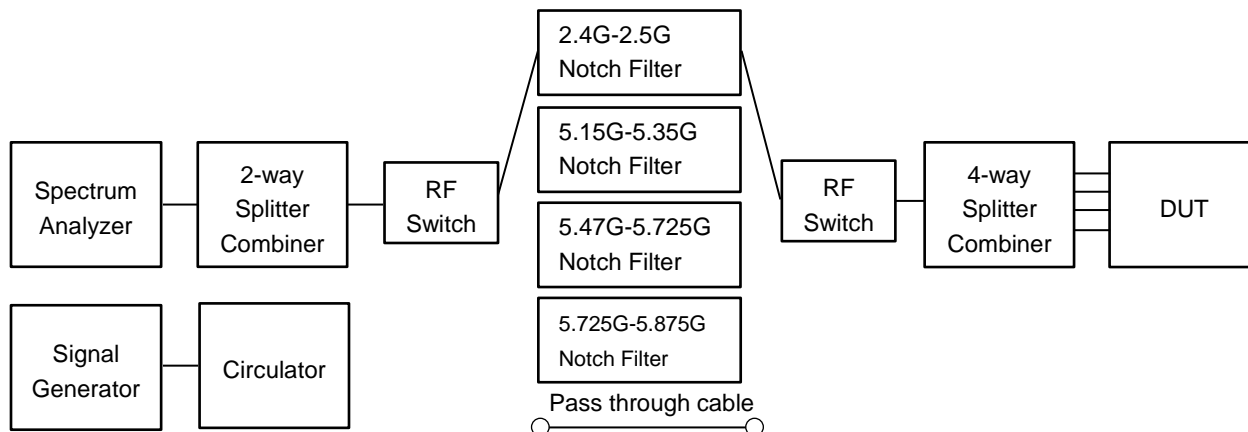 Spectrum
Analyzer
2-way
Splitter
Combiner
RF
Switch
2.4G-2.5G
Notch Filter
5.15G-5.35G
Notch Filter
5.47G-5.725G
Notch Filter
5.725G-5.875G
Notch Filter
Pass through cable
RF
Switch
4-way
Splitter
Combiner
DUT
Signal
Generator
Circulator